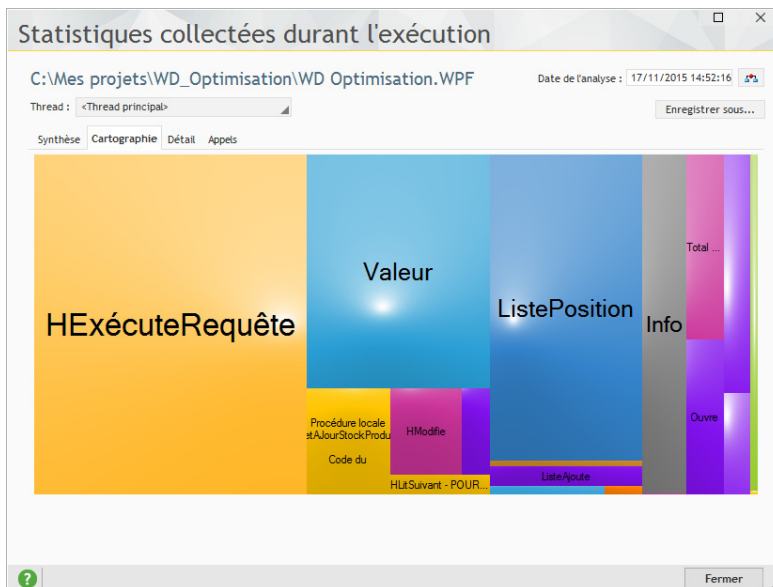 Statistiques collectées durant l'exécution
C:\Mes projets\WD_Optimisation\WD Optimisation.WPF
Date de l'analyse : 17/11/2015 14:52:16
Thread : <Thread principal>
Enregistrer sous...
Synthèse Cartographie Détail Appels
HExécuteRequête
Valeur
ListePosition
Info
Total ...
Procédure locale
etAJourStockProdu
Code du
HModifie
HLitSuivant - POUR...
ListeAjoute
Ouvre
?
Fermer